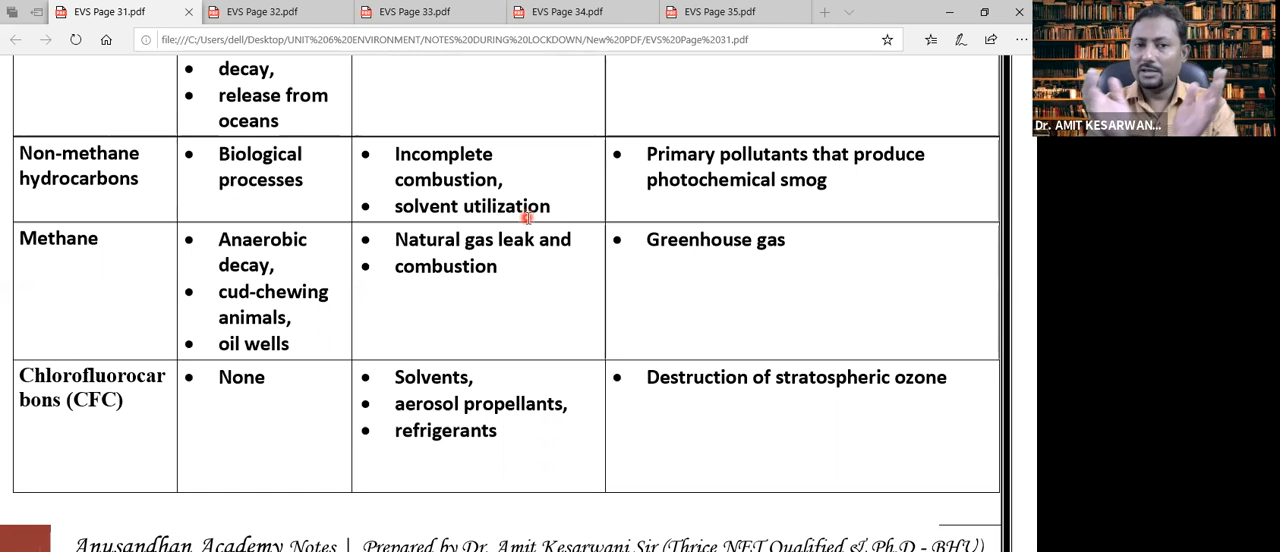 EVS Page 31.pdf
EVS Page 32.pdf
EVS Page 33.pdf
EVS Page 34.pdf
EVS Page 35.pdf
file:///C:/Users/dell/Desktop/UNIT%206%20ENVIRONMENT/NOTES%20DURING%20LOCKDOWN/New%20PDF/EVS%20Page%2031.pdf
Dr. AMIT KESARWAN...
decay,
release from
oceans
Non-methane
hydrocarbons
Biological
processes
Incomplete
combustion,
solvent utilization
Primary pollutants that produce
photochemical smog
Methane
Anaerobic
decay,
cud-chewing
animals,
oil wells
Natural gas leak and
combustion
Greenhouse gas
Chlorofluorocar
bons (CFC)
None
Solvents,
aerosol propellants,
refrigerants
Destruction of stratospheric ozone
Anusandhan Academy Notes | Prepared by Dr. Amit Kesarwani Sir (Thrice NET Qualified & Ph.D - BHU)